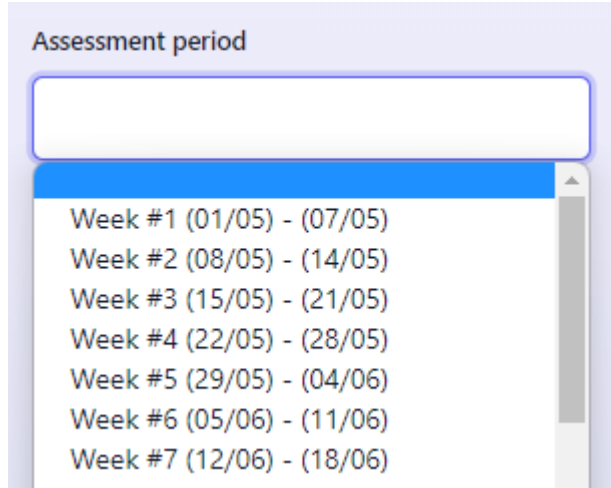 Assessment period
Week #1 (01/05) - (07/05)
Week #2 (08/05) - (14/05)
Week #3 (15/05) - (21/05)
Week #4 (22/05) - (28/05)
Week #5 (29/05) - (04/06)
Week #6 (05/06) - (11/06)
Week #7 (12/06) - (18/06)